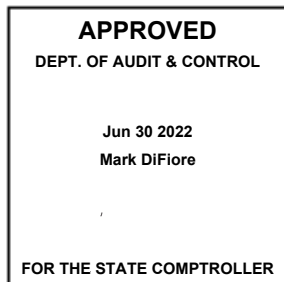 APPROVED
DEPT. OF AUDIT & CONTROL
Jun 30 2022
Mark DiFiore
,
FOR THE STATE COMPTROLLER